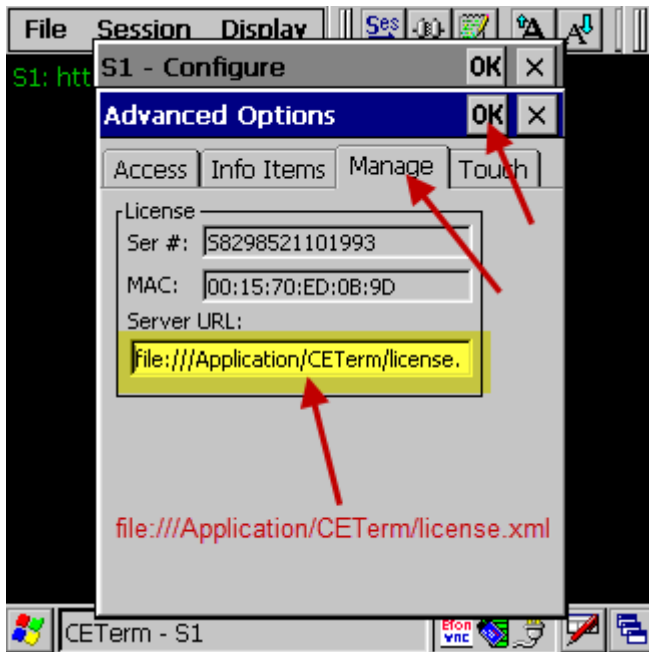 File Session Display Ses A A
S1: htt
S1 - Configure OK ×
Advanced Options OK ×
Access Info Items Manage Touch
License
Ser #: S8298521101993
MAC: 00:15:70:ED:0B:9D
Server URL:
file:///Application/CETerm/license.
file:///Application/CETerm/license.xml
CETerm - S1 Efon VNC